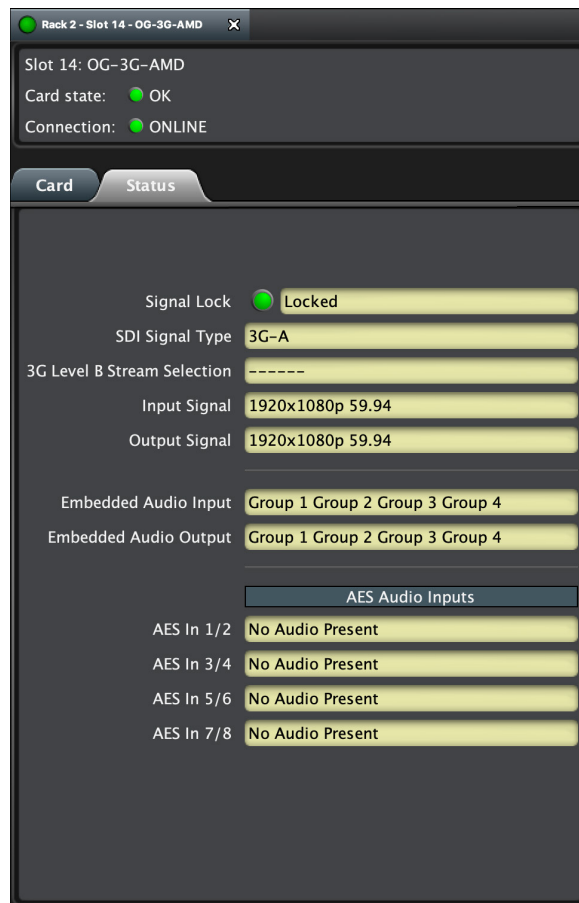 Rack 2 - Slot 14 - OG-3G-AMD
Slot 14: OG-3G-AMD
Card state: OK
Connection: ONLINE
Card Status
Signal Lock Locked
SDI Signal Type 3G-A
3G Level B Stream Selection ------
Input Signal 1920x1080p 59.94
Output Signal 1920x1080p 59.94
Embedded Audio Input Group 1 Group 2 Group 3 Group 4
Embedded Audio Output Group 1 Group 2 Group 3 Group 4
AES Audio Inputs
AES In 1/2 No Audio Present
AES In 3/4 No Audio Present
AES In 5/6 No Audio Present
AES In 7/8 No Audio Present